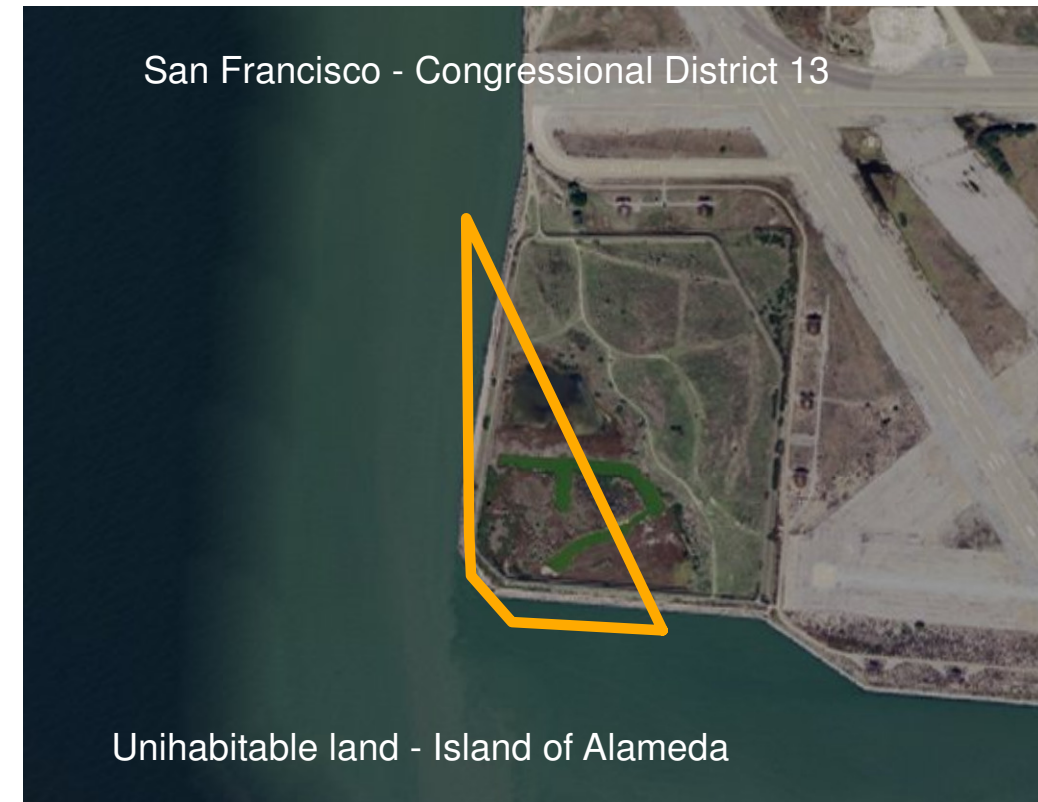 San Francisco - Congressional District 13
Unihabitable land - Island of Alameda